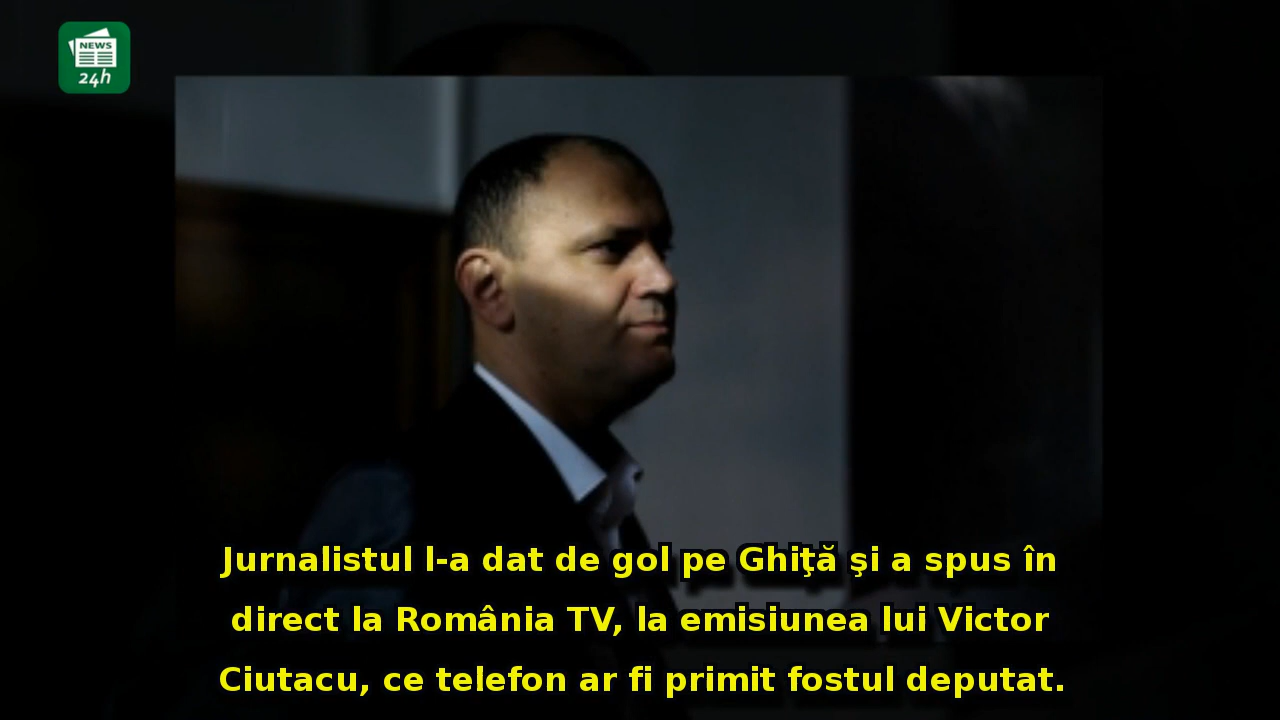 NEWS
24h
Jurnalistul l-a dat de gol pe Ghiţă şi a spus în
direct la România TV, la emisiunea lui Victor
Ciutacu, ce telefon ar fi primit fostul deputat.